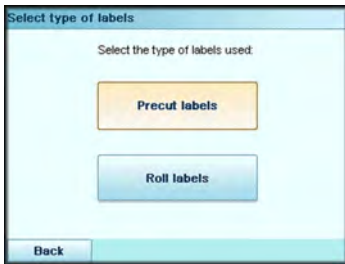 Select type of labels
Select the type of labels used:
Precut labels
Roll labels
Back